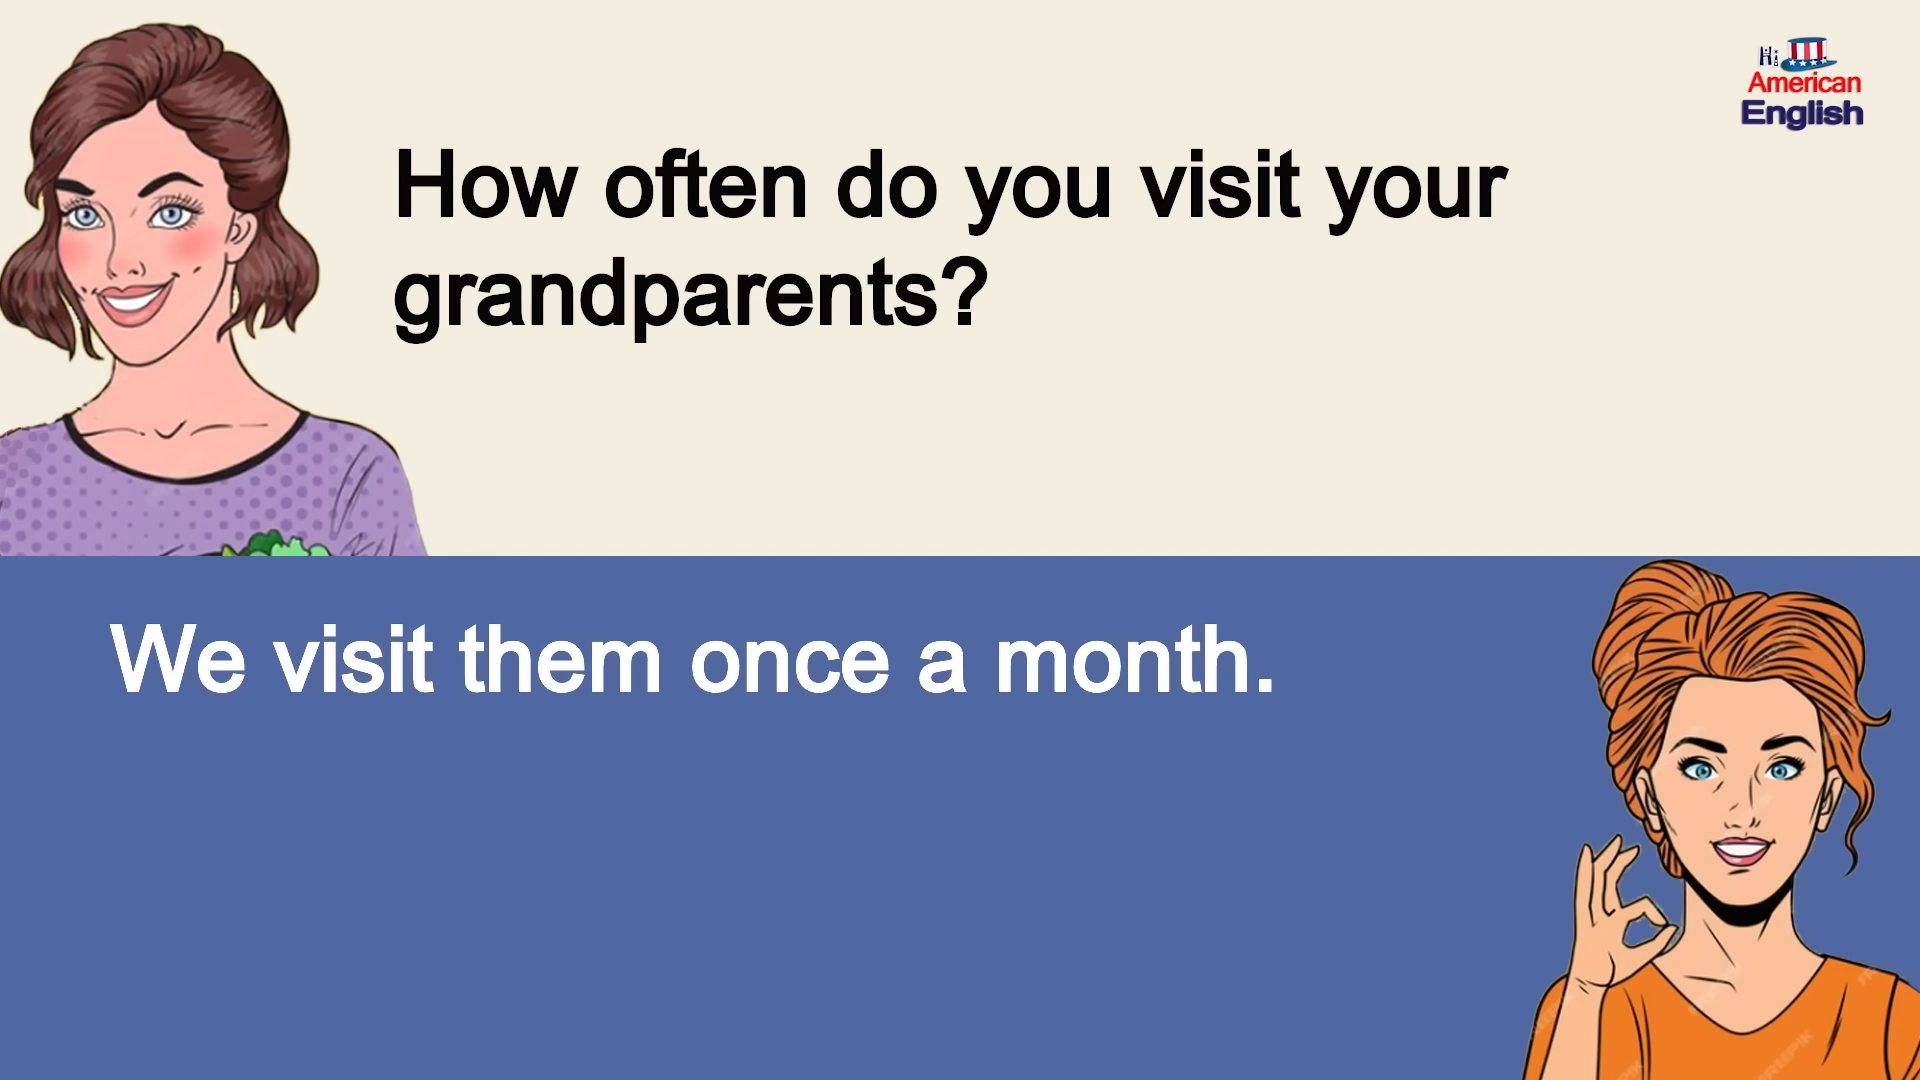 Hi
American
English
How often do you visit your
grandparents?
We visit them once a month.